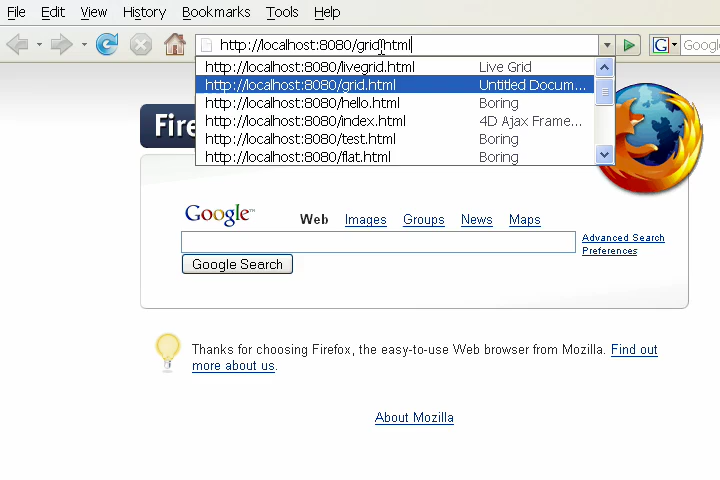 File Edit View History Bookmarks Tools Help
http://localhost:8080/grid.html G Google
http://localhost:8080/livegrid.html Live Grid
http://localhost:8080/grid.html Untitled Docum...
http://localhost:8080/hello.html Boring
http://localhost:8080/index.html 4D Ajax Frame...
http://localhost:8080/test.html Boring
http://localhost:8080/flat.html Boring
Fire
Google™ Web Images Groups News Maps
Advanced Search
Preferences
Google Search
Thanks for choosing Firefox, the easy-to-use Web browser from Mozilla. Find out
more about us.
About Mozilla